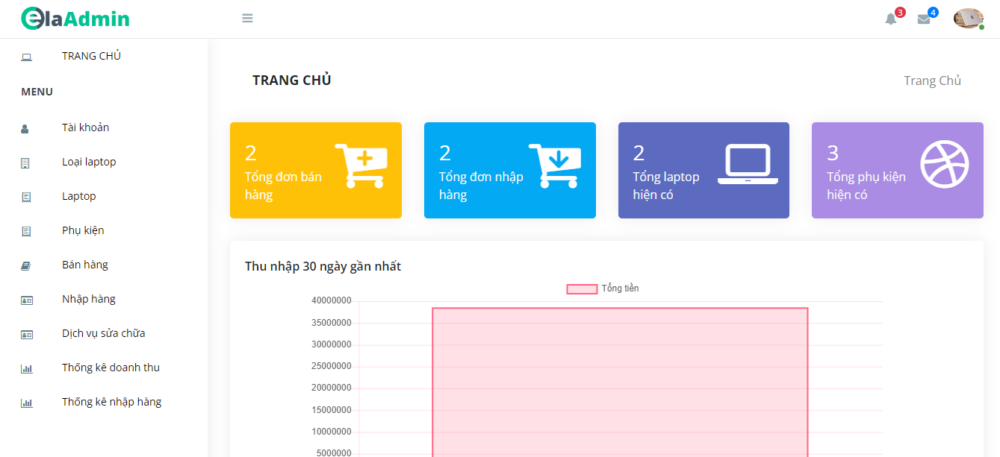 elaAdmin
3
4
TRANG CHỦ
MENU
Tài khoản
Loại laptop
Laptop
Phụ kiện
Bán hàng
Nhập hàng
Dịch vụ sửa chữa
Thống kê doanh thu
Thống kê nhập hàng
TRANG CHỦ
Trang Chủ
2
Tổng đơn bán
hàng
2
Tổng đơn nhập
hàng
2
Tổng laptop
hiện có
3
Tổng phụ kiện
hiện có
Thu nhập 30 ngày gần nhất
Tổng tiền
40000000
35000000
30000000
25000000
20000000
15000000
10000000
5000000